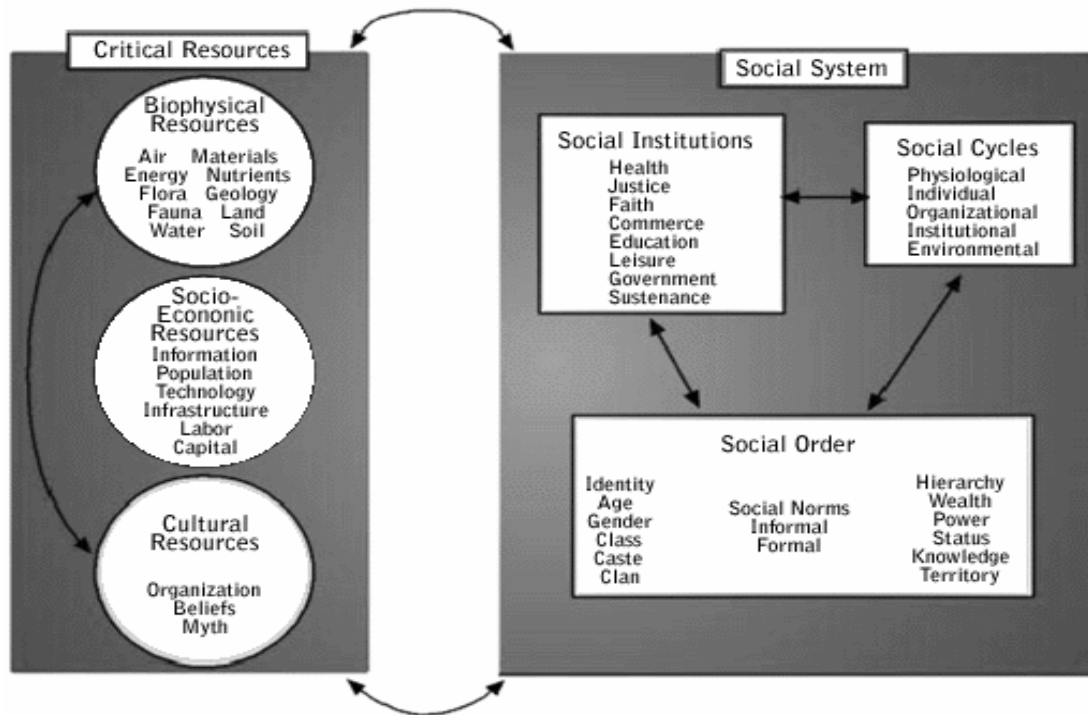 Critical Resources
Biophysical
Resources
Air Materials
Energy Nutrients
Flora Geology
Fauna Land
Water Soil
Socio-
Econonic
Resources
Information
Population
Technology
Infrastructure
Labor
Capital
Cultural
Resources
Organization
Beliefs
Myth
Social System
Social Institutions
Health
Justice
Faith
Commerce
Education
Leisure
Government
Sustenance
Social Cycles
Physiological
Individual
Organizational
Institutional
Environmental
Social Order
Identity
Age
Gender
Class
Caste
Clan
Social Norms
Informal
Formal
Hierarchy
Wealth
Power
Status
Knowledge
Territory